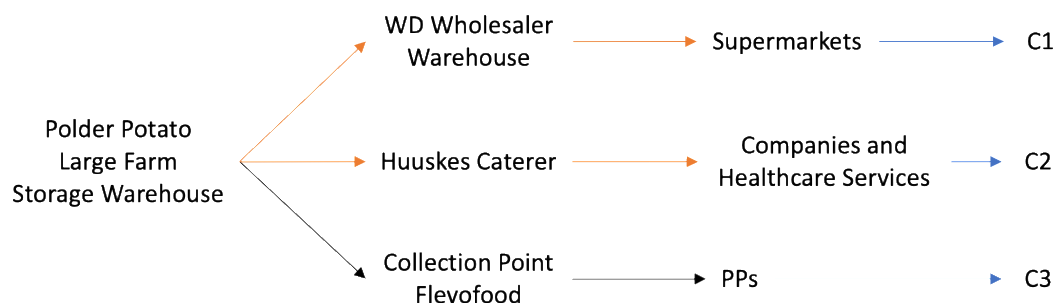 WD Wholesaler
Warehouse
Supermarkets
C1
Polder Potato
Large Farm
Storage Warehouse
Huuskes Caterer
Companies and
Healthcare Services
C2
Collection Point
Flevofood
PPs
C3